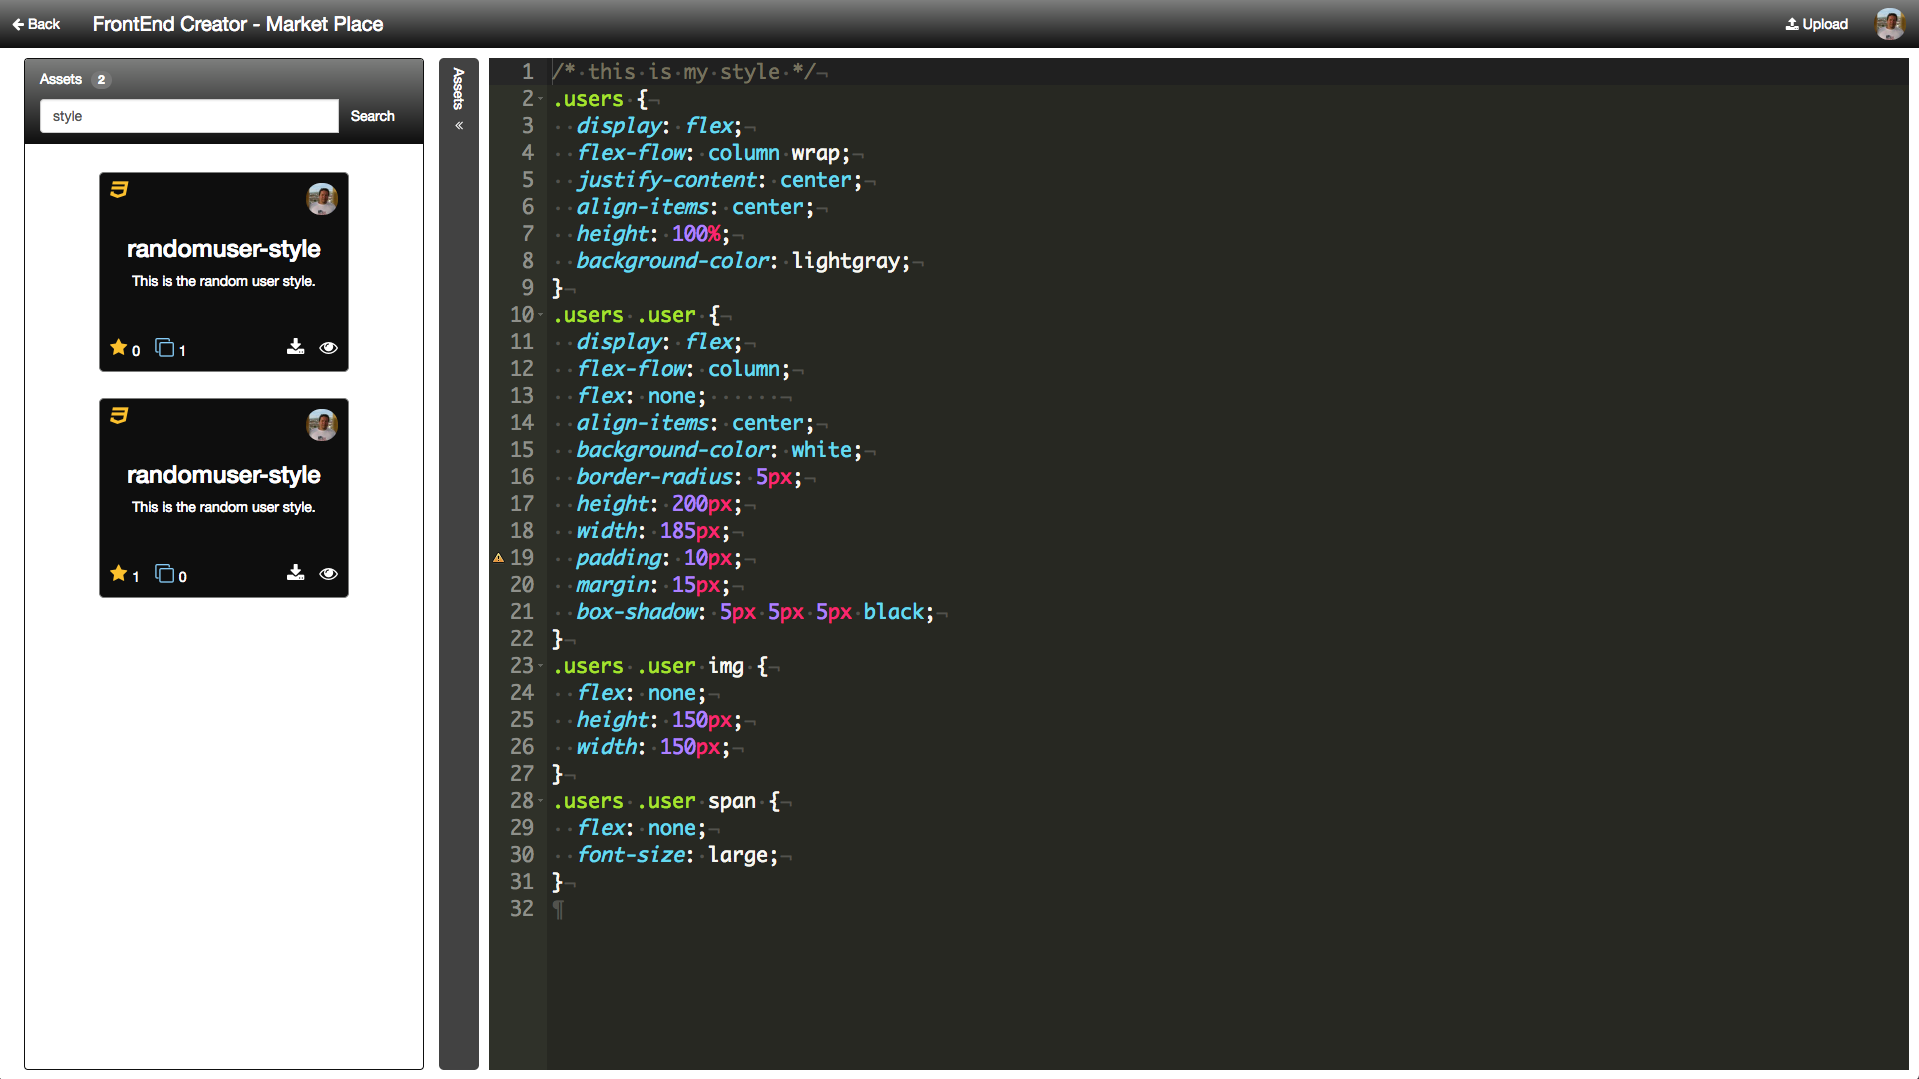 Back
FrontEnd Creator - Market Place
Upload
Assets 2
style
Search
randomuser-style
This is the random user style.
0 1
randomuser-style
This is the random user style.
1 0
Assets
«
1 /* this is my style */
2 .users {
3 display: flex;
4 flex-flow: column wrap;
5 justify-content: center;
6 align-items: center;
7 height: 100%;
8 background-color: lightgray;
9 }
10 .users .user {
11 display: flex;
12 flex-flow: column;
13 flex: none;
14 align-items: center;
15 background-color: white;
16 border-radius: 5px;
17 height: 200px;
18 width: 185px;
19 padding: 10px;
20 margin: 15px;
21 box-shadow: 5px 5px 5px black;
22 }
23 .users .user img {
24 flex: none;
25 height: 150px;
26 width: 150px;
27 }
28 .users .user span {
29 flex: none;
30 font-size: large;
31 }
32 ¶